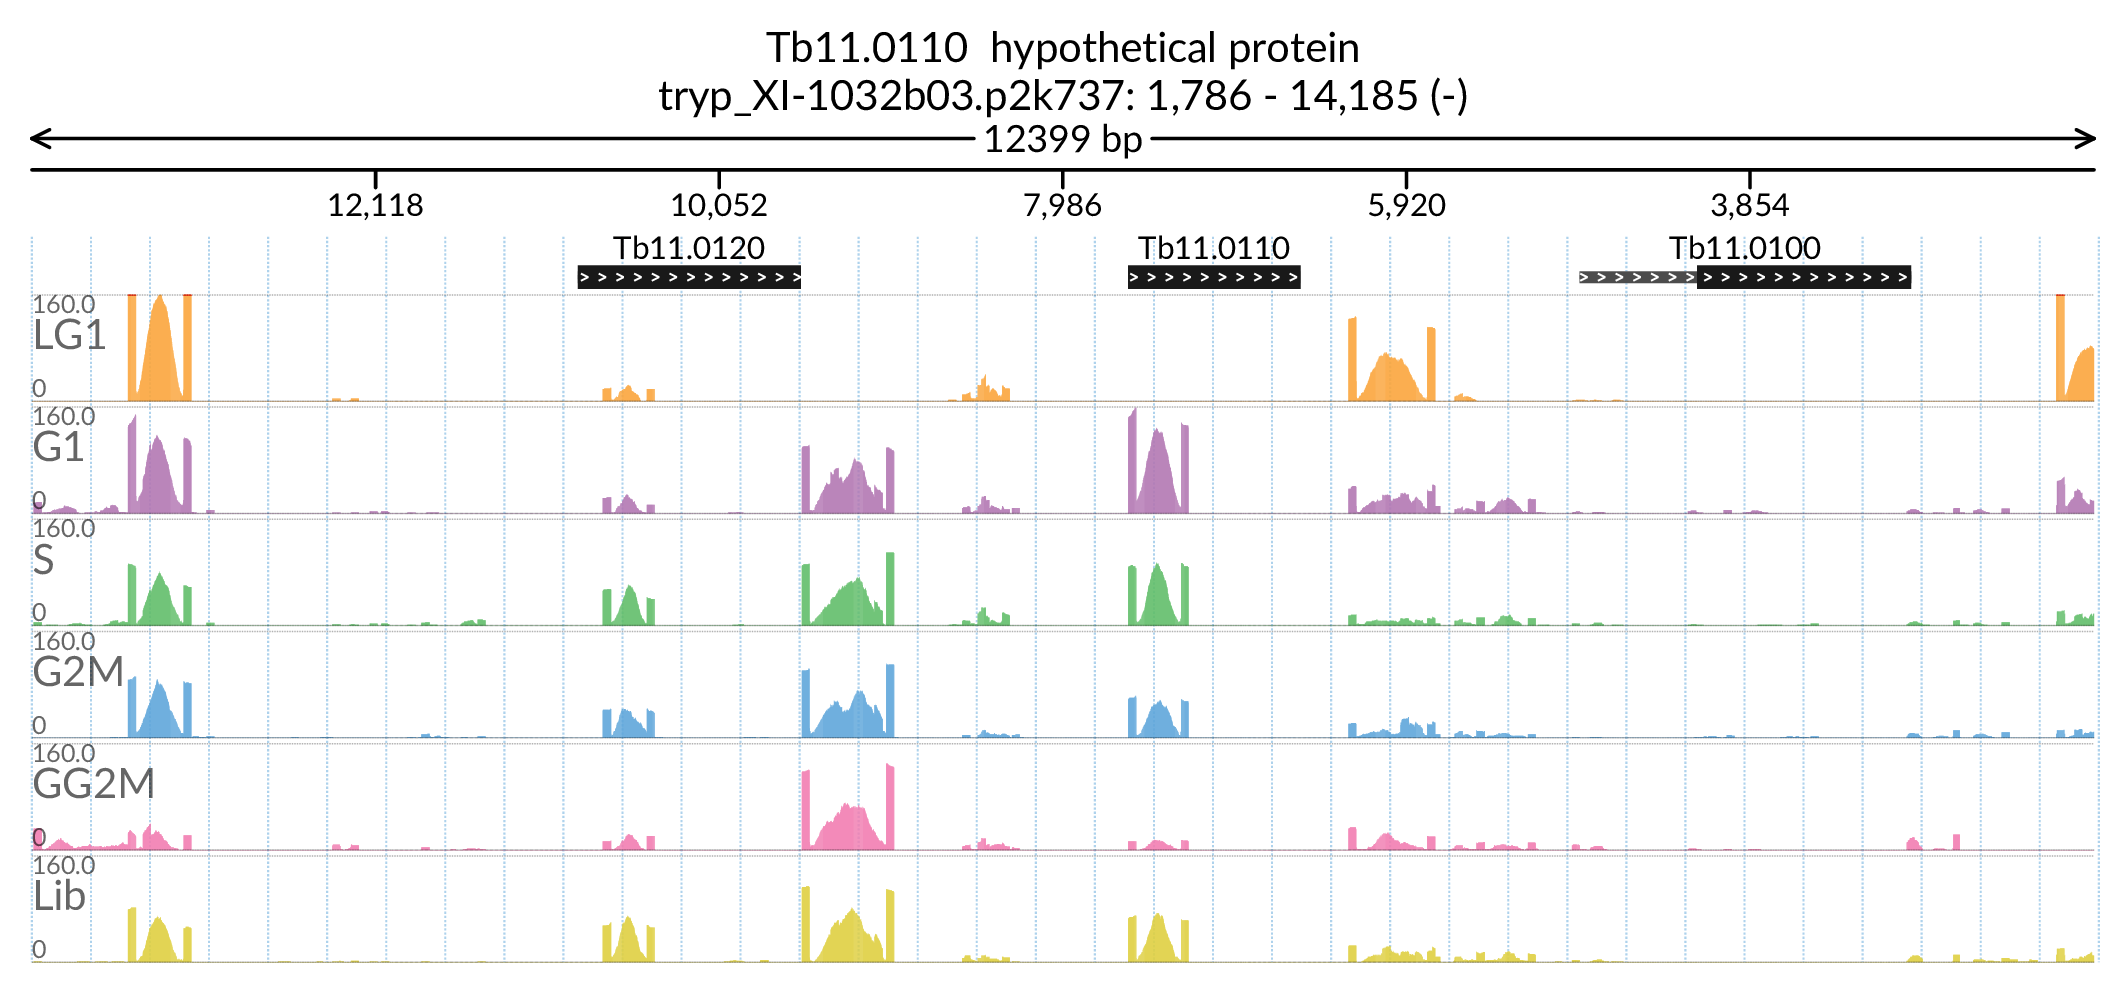 Tb11.0110 hypothetical protein
tryp_XI-1032b03.p2k737: 1,786 - 14,185 (-)
12399 bp
12,118 10,052 7,986 5,920 3,854
Tb11.0120 Tb11.0110 Tb11.0100
160.0
LG1
0
160.0
G1
0
160.0
S
0
160.0
G2M
0
160.0
GG2M
0
160.0
Lib
0